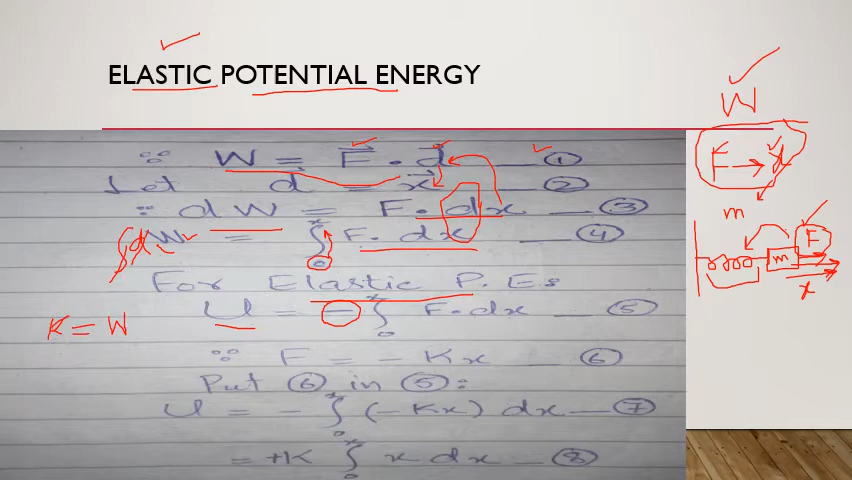 ELASTIC POTENTIAL ENERGY
W
F → d
m
F
m
x
∵ W = F⃗ . d⃗ — ①
Let d⃗ = x⃗ — ②
∵ dW = F . dx — ③
∫dW = ∫₀ˣ F . dx — ④
For Elastic P. E:
U = - ∫₀ˣ F . dx — ⑤
K = W
∵ F = - Kx — ⑥
Put ⑥ in ⑤:
U = - ∫₀ˣ (-Kx) dx — ⑦
= +K ∫₀ˣ x dx — ⑧